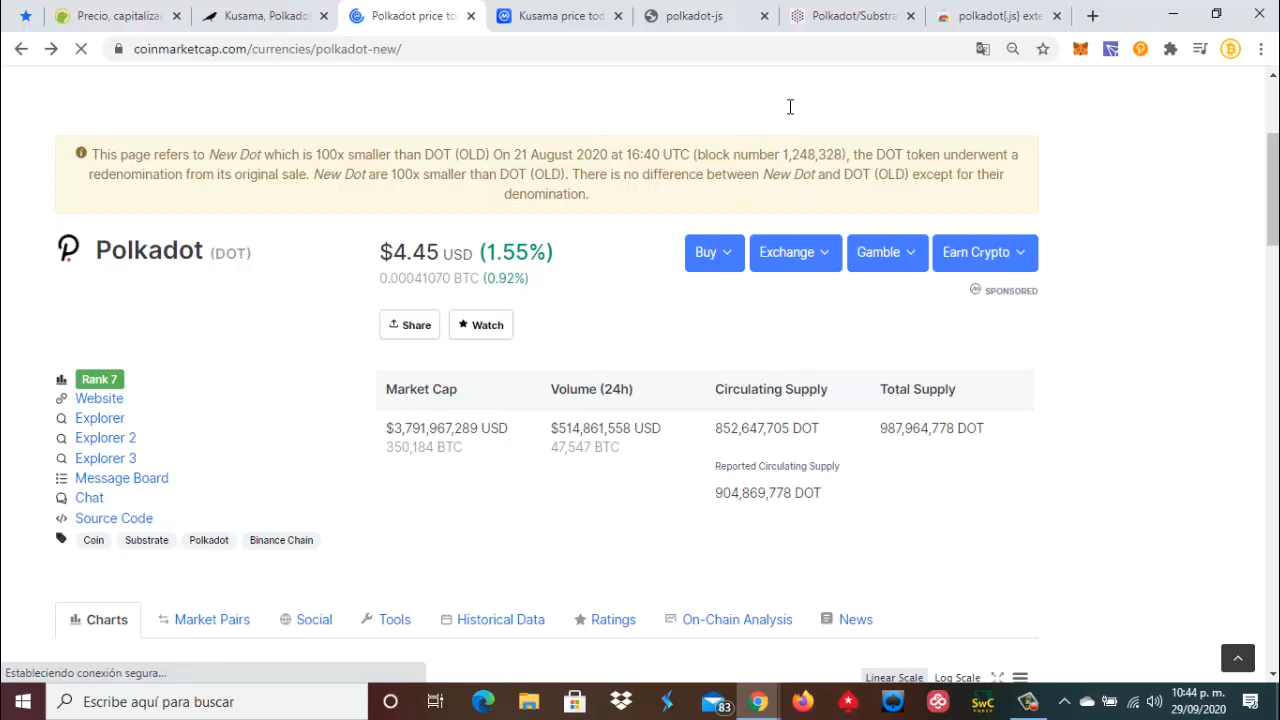 Precio, capitalizac
Kusama, Polkado
Polkadot price to
Kusama price tod
polkadot-js
Polkadot/Substra
polkadot{.js} exte
coinmarketcap.com/currencies/polkadot-new/
This page refers to New Dot which is 100x smaller than DOT (OLD) On 21 August 2020 at 16:40 UTC (block number 1,248,328), the DOT token underwent a
redenomination from its original sale. New Dot are 100x smaller than DOT (OLD). There is no difference between New Dot and DOT (OLD) except for their
denomination.
Polkadot (DOT)
$4.45 USD (1.55%)
0.00041070 BTC (0.92%)
Buy
Exchange
Gamble
Earn Crypto
SPONSORED
Share
Watch
Rank 7
Website
Explorer
Explorer 2
Explorer 3
Message Board
Chat
Source Code
Coin Substrate Polkadot Binance Chain
Market Cap Volume (24h) Circulating Supply Total Supply
$3,791,967,289 USD $514,861,558 USD 852,647,705 DOT 987,964,778 DOT
350,184 BTC 47,547 BTC
Reported Circulating Supply
904,869,778 DOT
Charts Market Pairs Social Tools Historical Data Ratings On-Chain Analysis News
Linear Scale Log Scale
Estableciendo conexión segura...
Escribe aquí para buscar
83
SwC
POKER
10:44 p. m.
29/09/2020